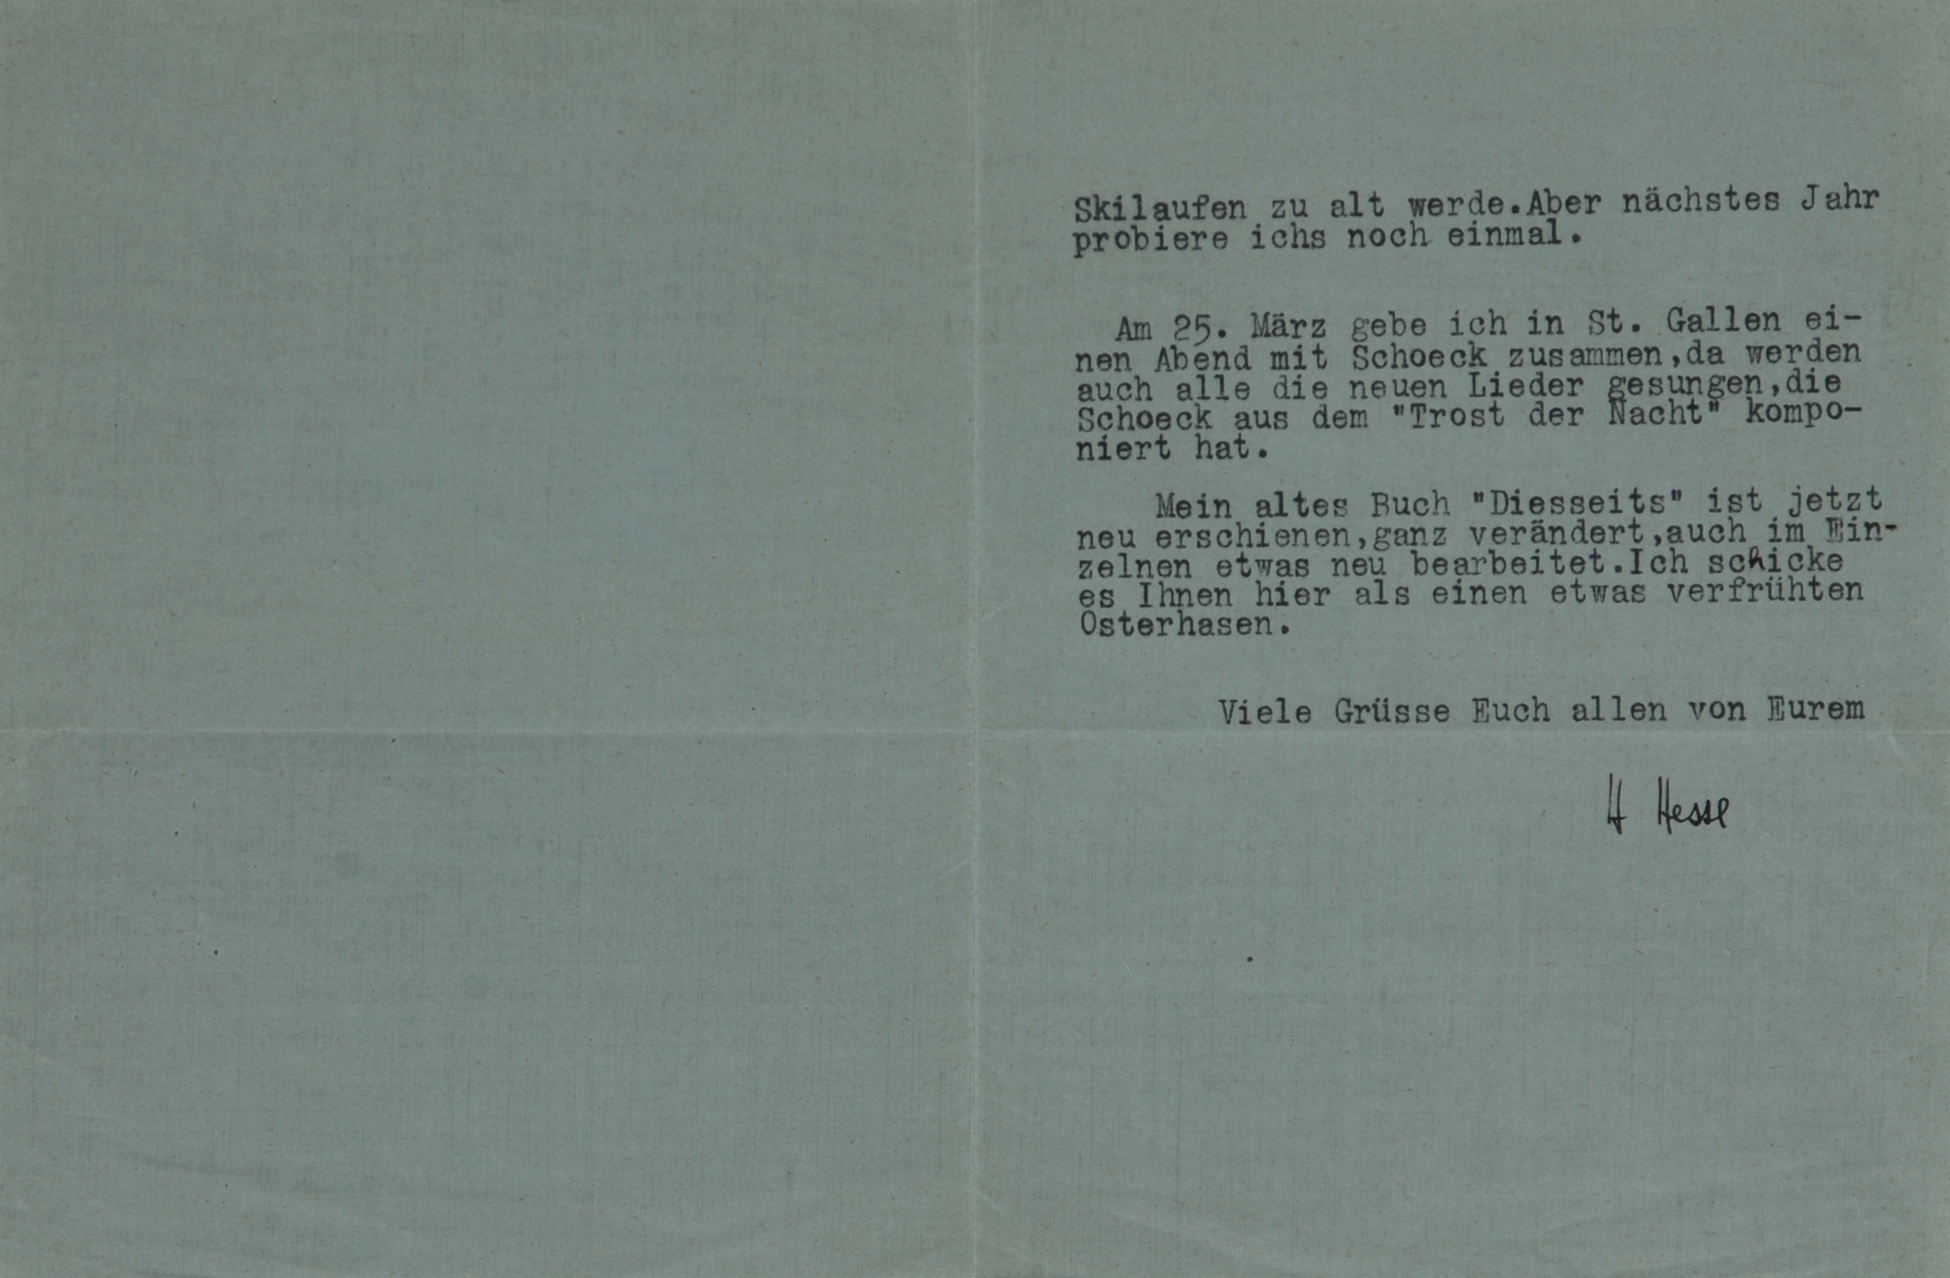 Skilaufen zu alt werde.Aber nächstes Jahr
probiere ichs noch einmal.
Am 25. März gebe ich in St. Gallen ei-
nen Abend mit Schoeck zusammen,da werden
auch alle die neuen Lieder gesungen,die
Schoeck aus dem "Trost der Nacht" kompo-
niert hat.
Mein altes Buch "Diesseits" ist jetzt
neu erschienen,ganz verändert,auch im Ein-
zelnen etwas neu bearbeitet.Ich schicke
es Ihnen hier als einen etwas verfrühten
Osterhasen.
Viele Grüsse Euch allen von Eurem
H Hesse